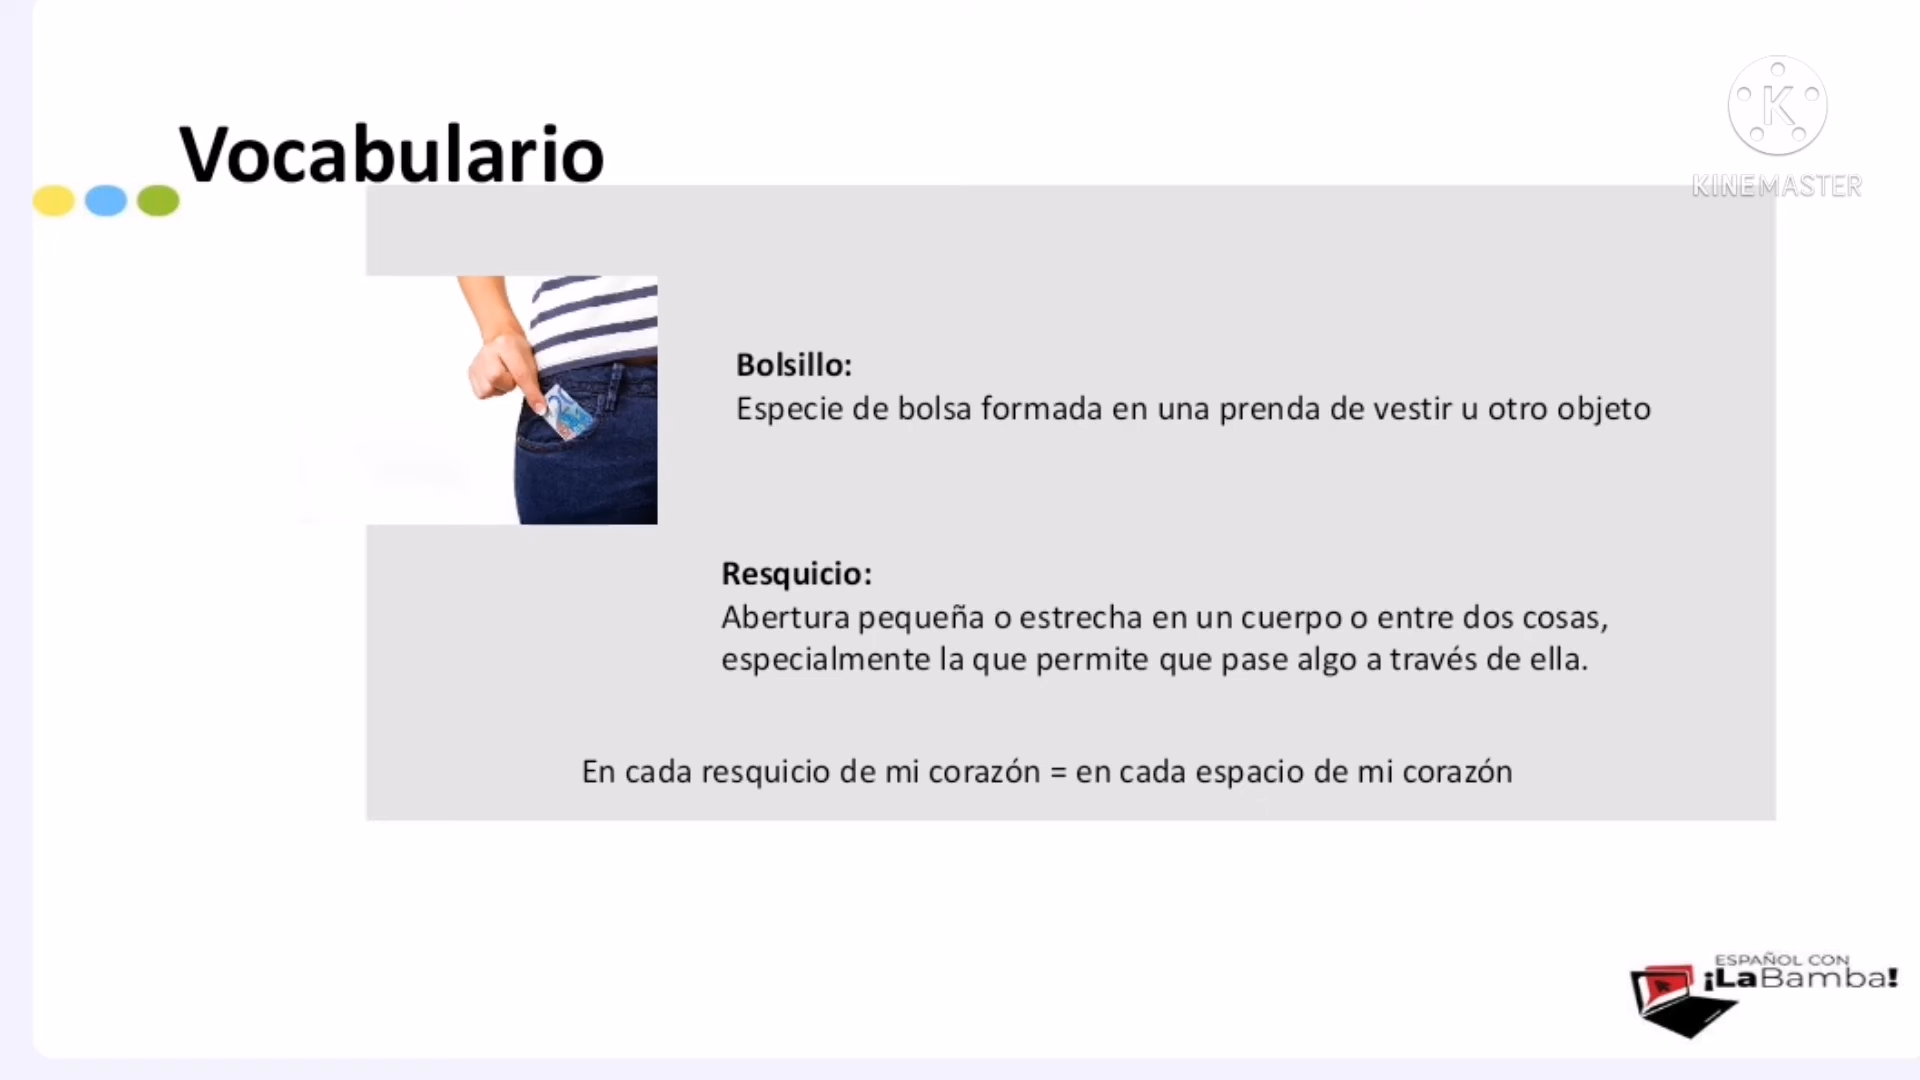 Vocabulario
K
KINEMASTER
Bolsillo:
Especie de bolsa formada en una prenda de vestir u otro objeto
Resquicio:
Abertura pequeña o estrecha en un cuerpo o entre dos cosas,
especialmente la que permite que pase algo a través de ella.
En cada resquicio de mi corazón = en cada espacio de mi corazón
ESPAÑOL CON
¡LaBamba!